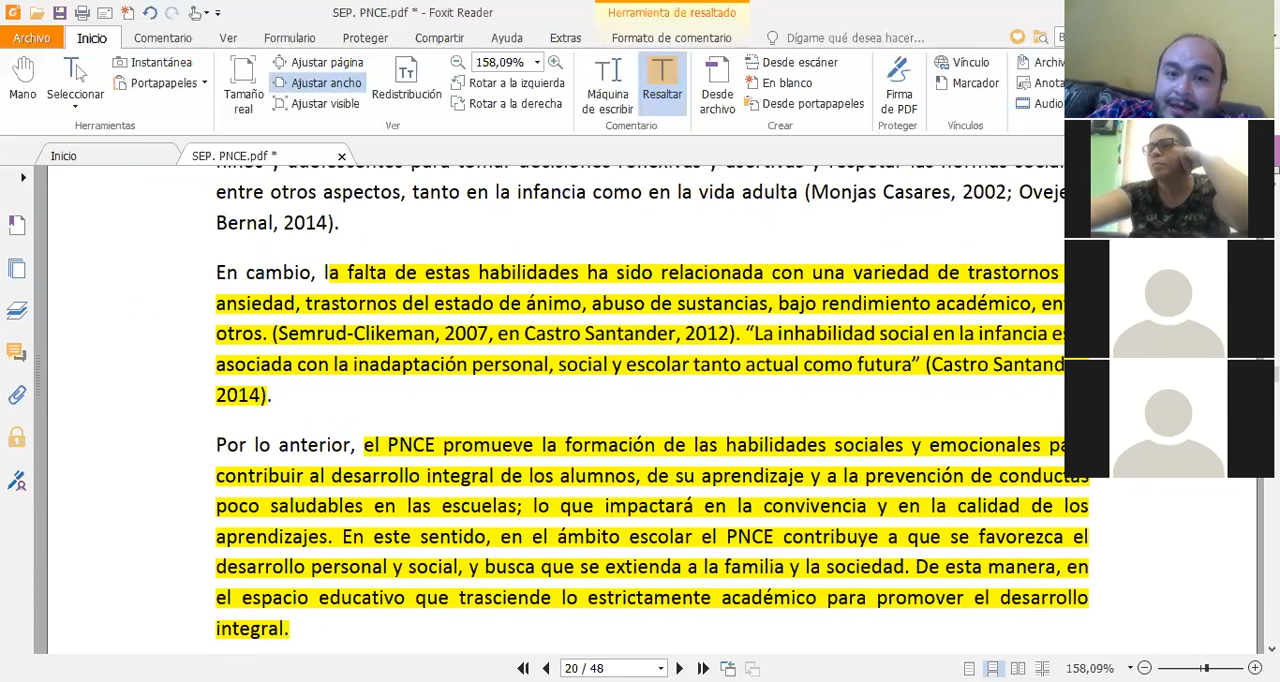 SEP. PNCE.pdf * - Foxit Reader
Herramienta de resaltado
Archivo Inicio Comentario Ver Formulario Proteger Compartir Ayuda Extras Formato de comentario Dígame qué desea hacer...
Mano
Seleccionar
Instantánea
Portapapeles
Herramientas
Tamaño real
Ajustar página
Ajustar ancho
Ajustar visible
Redistribución
158,09%
Rotar a la izquierda
Rotar a la derecha
Ver
Máquina de escribir
Resaltar
Comentario
Desde archivo
Desde escáner
En blanco
Desde portapapeles
Crear
Firma de PDF
Proteger
Vínculo
Marcador
Vínculos
Inicio
SEP. PNCE.pdf *
entre otros aspectos, tanto en la infancia como en la vida adulta (Monjas Casares, 2002;
Bernal, 2014).
En cambio, la falta de estas habilidades ha sido relacionada con una variedad de trastornos
ansiedad, trastornos del estado de ánimo, abuso de sustancias, bajo rendimiento académico,
otros. (Semrud-Clikeman, 2007, en Castro Santander, 2012). “La inhabilidad social en la infancia
asociada con la inadaptación personal, social y escolar tanto actual como futura” (Castro
2014).
Por lo anterior, el PNCE promueve la formación de las habilidades sociales y emocionales
contribuir al desarrollo integral de los alumnos, de su aprendizaje y a la prevención de conductas
poco saludables en las escuelas; lo que impactará en la convivencia y en la calidad de los
aprendizajes. En este sentido, en el ámbito escolar el PNCE contribuye a que se favorezca el
desarrollo personal y social, y busca que se extienda a la familia y la sociedad. De esta manera, en
el espacio educativo que trasciende lo estrictamente académico para promover el desarrollo
integral.
20 / 48
158,09%